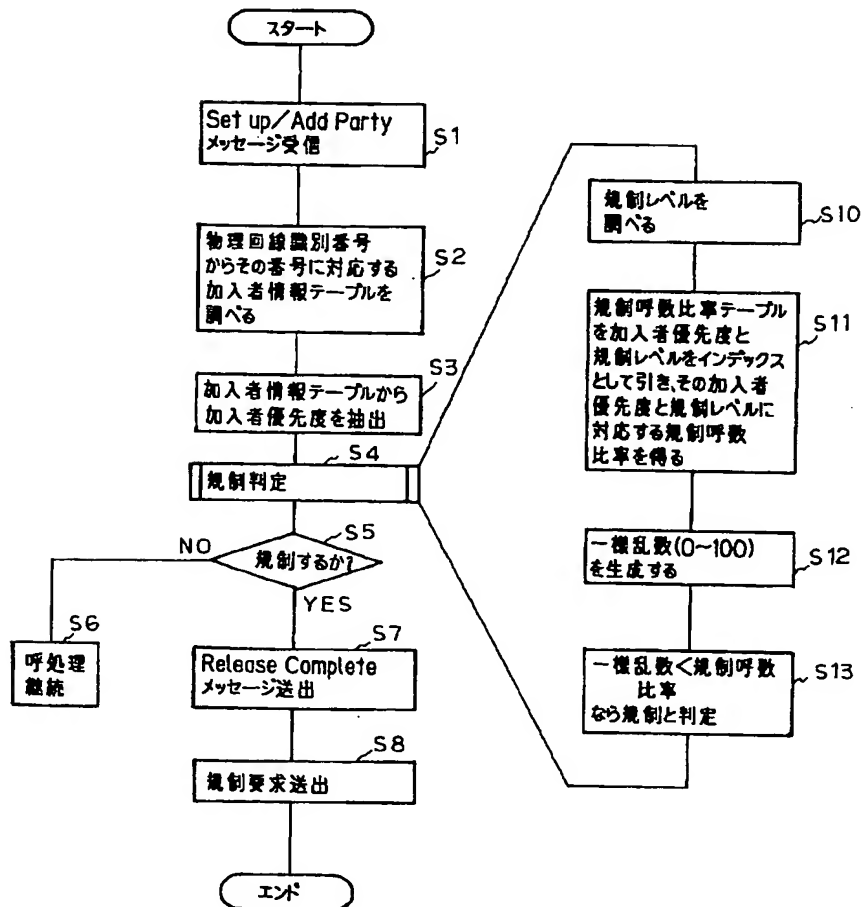 スタート
Set up/Add Party
メッセージ受信
S1
物理回線識別番号
からその番号に対応する
加入者情報テーブルを
調べる
S2
加入者情報テーブルから
加入者優先度を抽出
S3
規制判定
S4
規制するか?
S5
NO
YES
呼処理
継続
S6
Release Complete
メッセージ送出
S7
規制要求送出
S8
エンド
規制レベルを
調べる
S10
規制呼数比率テーブル
を加入者優先度と
規制レベルをインデックス
として引き、その加入者
優先度と規制レベルに
対応する規制呼数
比率を得る
S11
一様乱数(0~100)
を生成する
S12
一様乱数<規制呼数
比率
なら規制と判定
S13